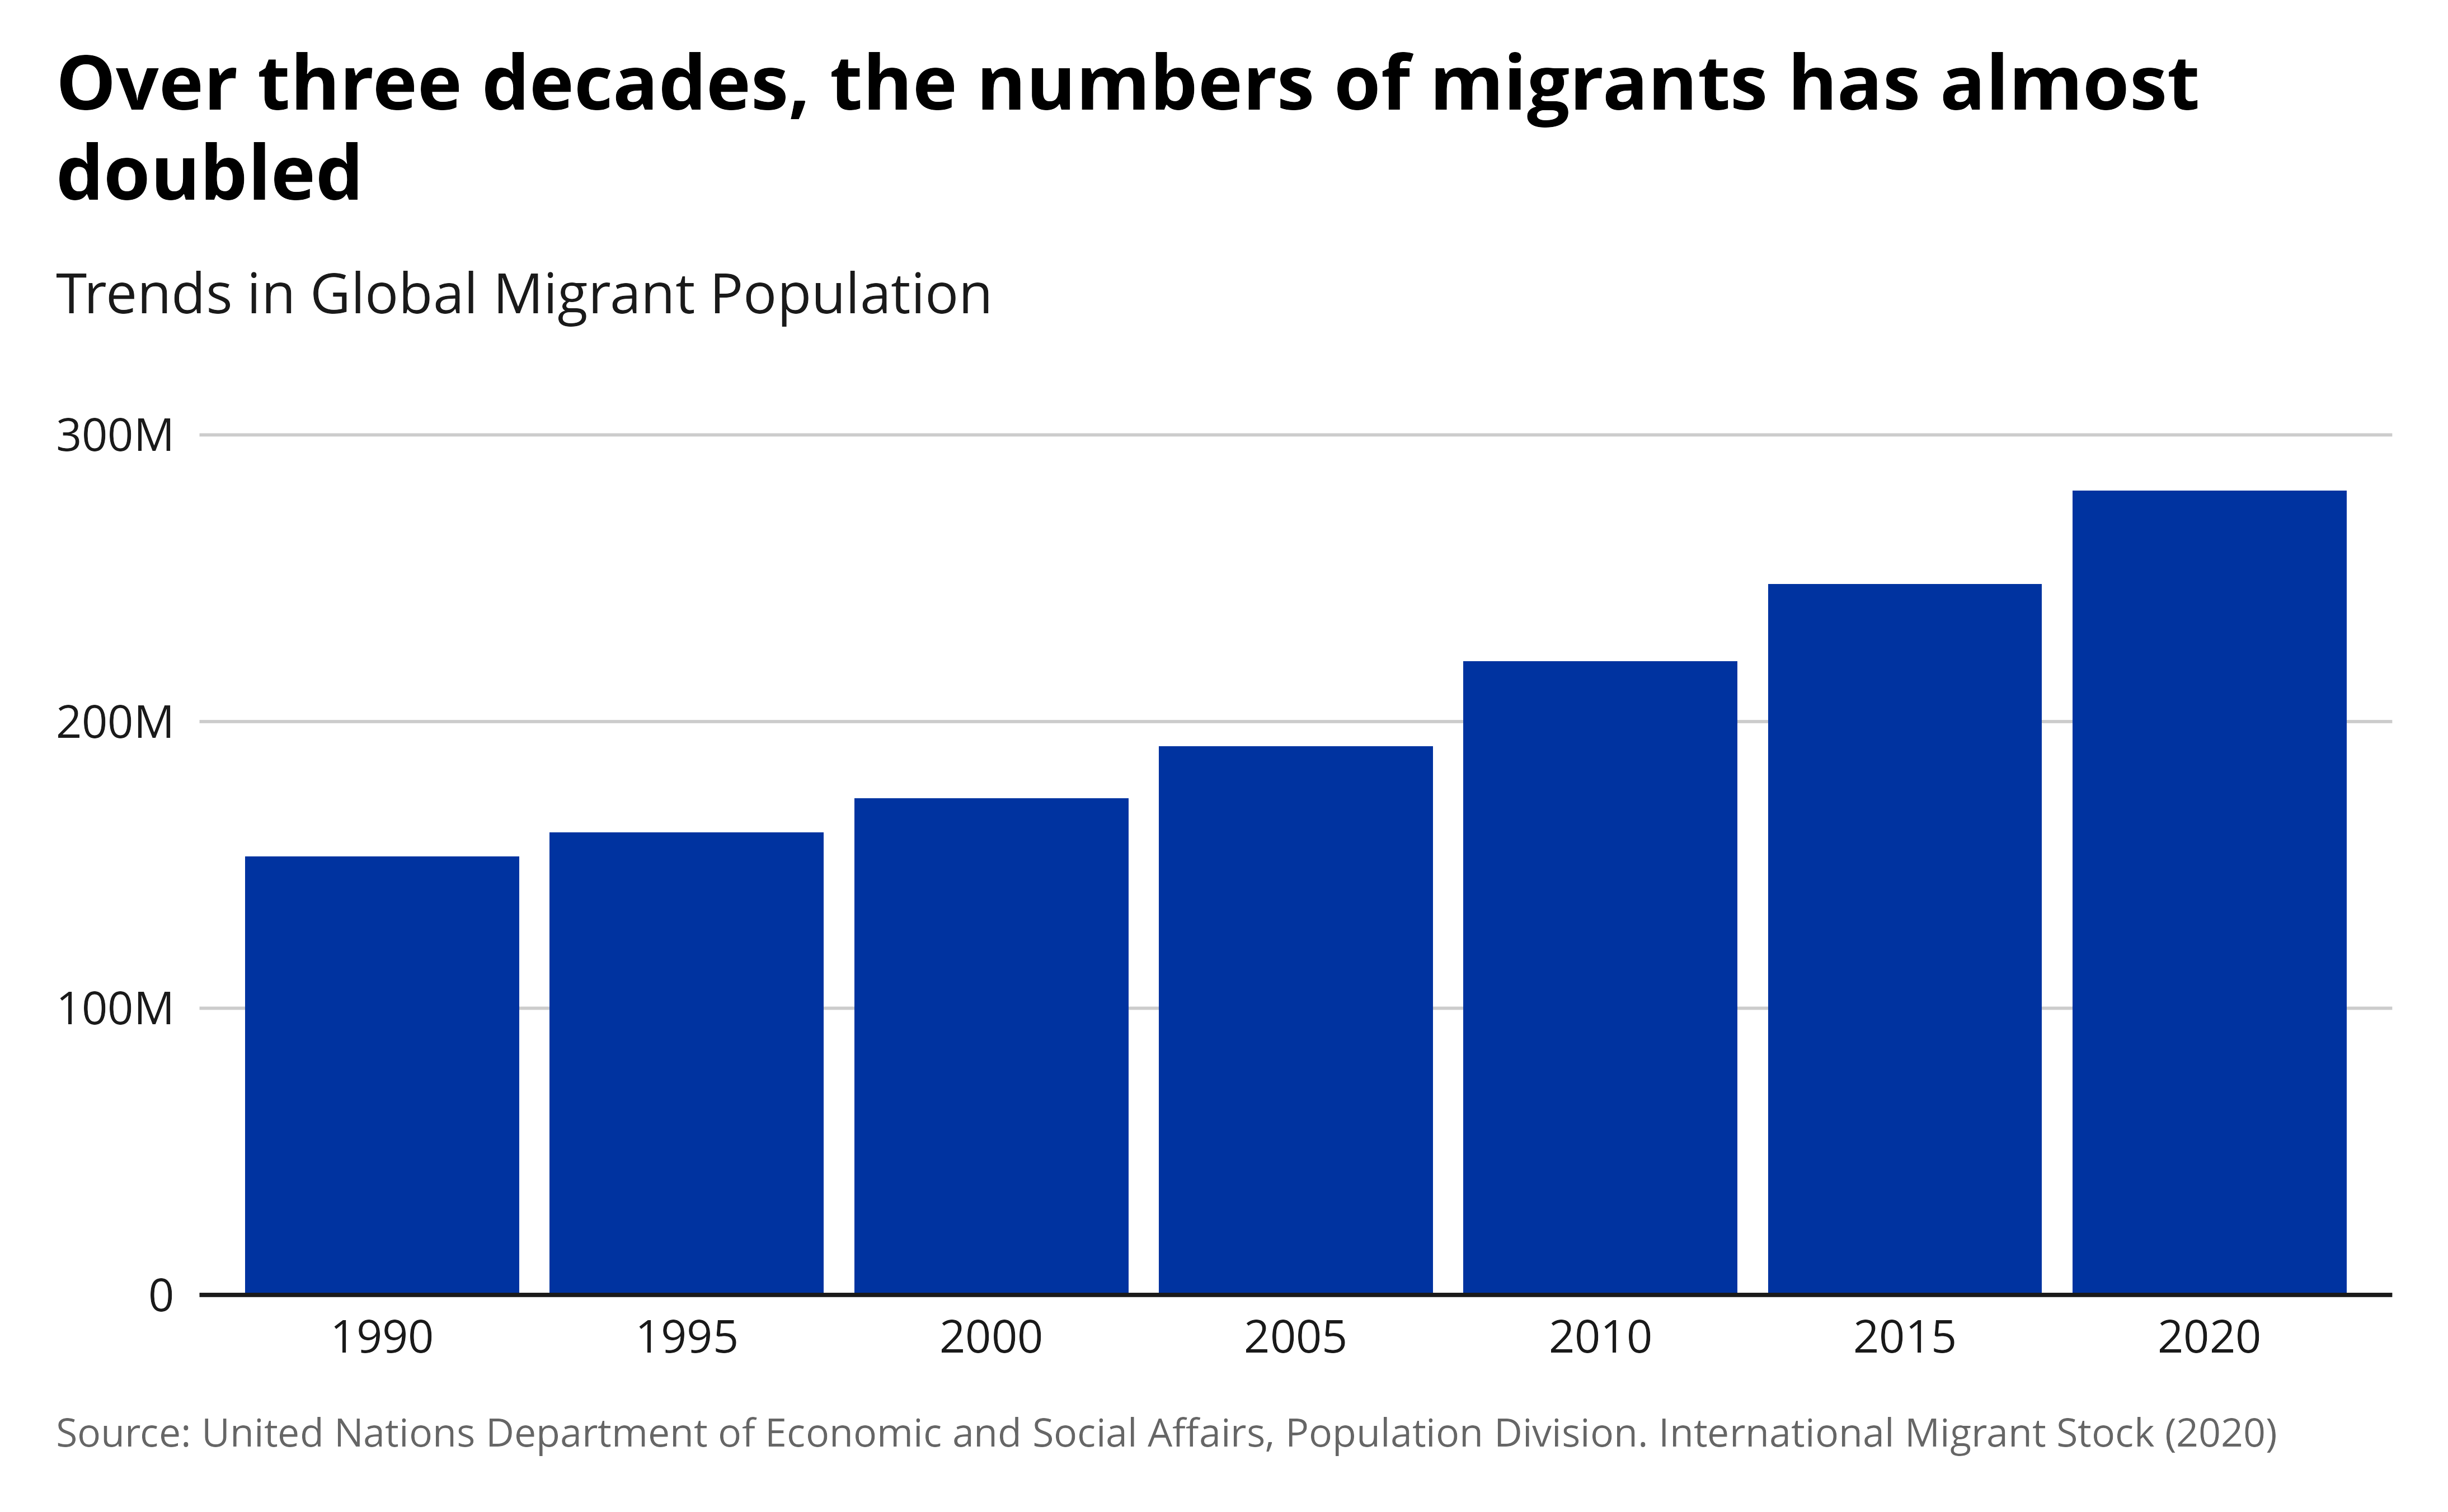 Over three decades, the numbers of migrants has almost
doubled
Trends in Global Migrant Population
300M
200M
100M
0
1990 1995 2000 2005 2010 2015 2020
Source: United Nations Department of Economic and Social Affairs, Population Division. International Migrant Stock (2020)